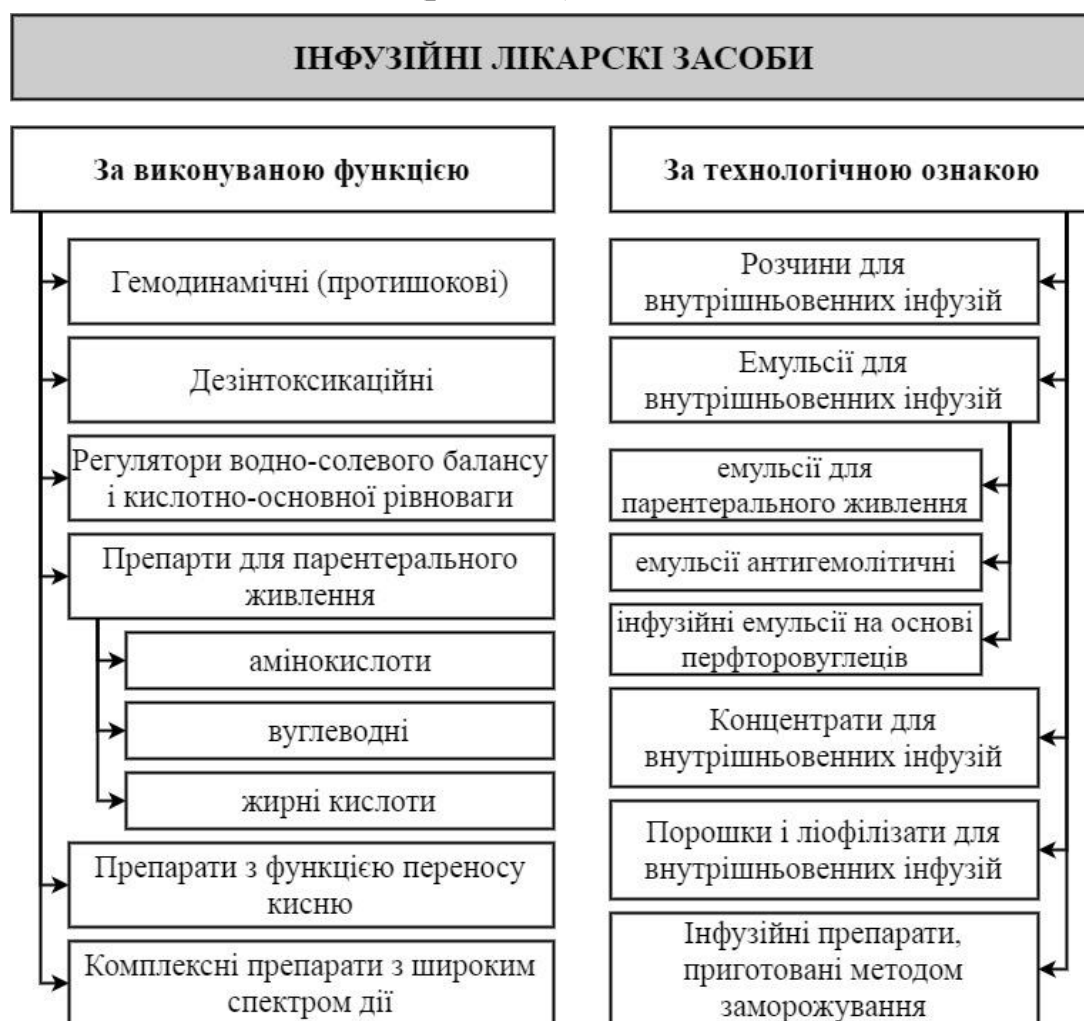 ІНФУЗІЙНІ ЛІКАРСКІ ЗАСОБИ
За виконуваною функцією
Гемодинамічні (протишокові)
Дезінтоксикаційні
Регулятори водно-солевого балансу
і кислотно-основної рівноваги
Препарти для парентерального
живлення
амінокислоти
вуглеводні
жирні кислоти
Препарати з функцією переносу
кисню
Комплексні препарати з широким
спектром дії
За технологічною ознакою
Розчини для
внутрішньовенних інфузій
Емульсії для
внутрішньовенних інфузій
емульсії для
парентерального живлення
емульсії антигемолітичні
інфузійні емульсії на основі
перфторовуглеців
Концентрати для
внутрішньовенних інфузій
Порошки і ліофілізати для
внутрішньовенних інфузій
Інфузійні препарати,
приготовані методом
заморожування